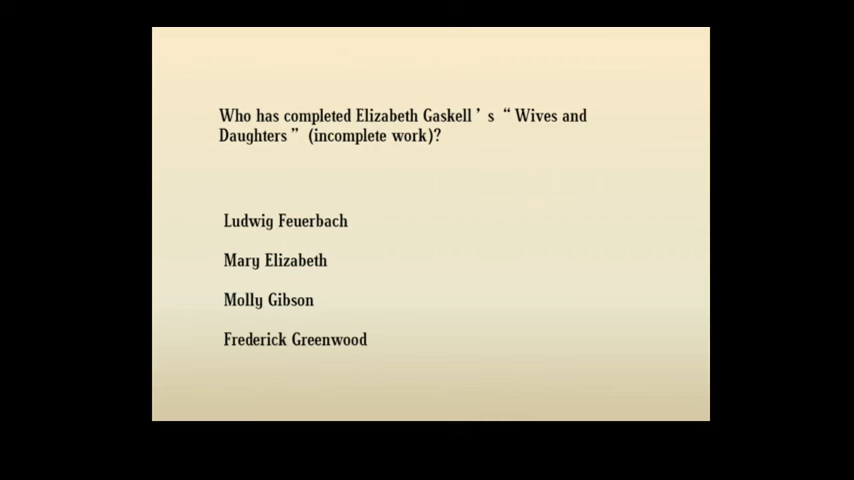 Who has completed Elizabeth Gaskell ’ s “ Wives and
Daughters ” (incomplete work)?
Ludwig Feuerbach
Mary Elizabeth
Molly Gibson
Frederick Greenwood